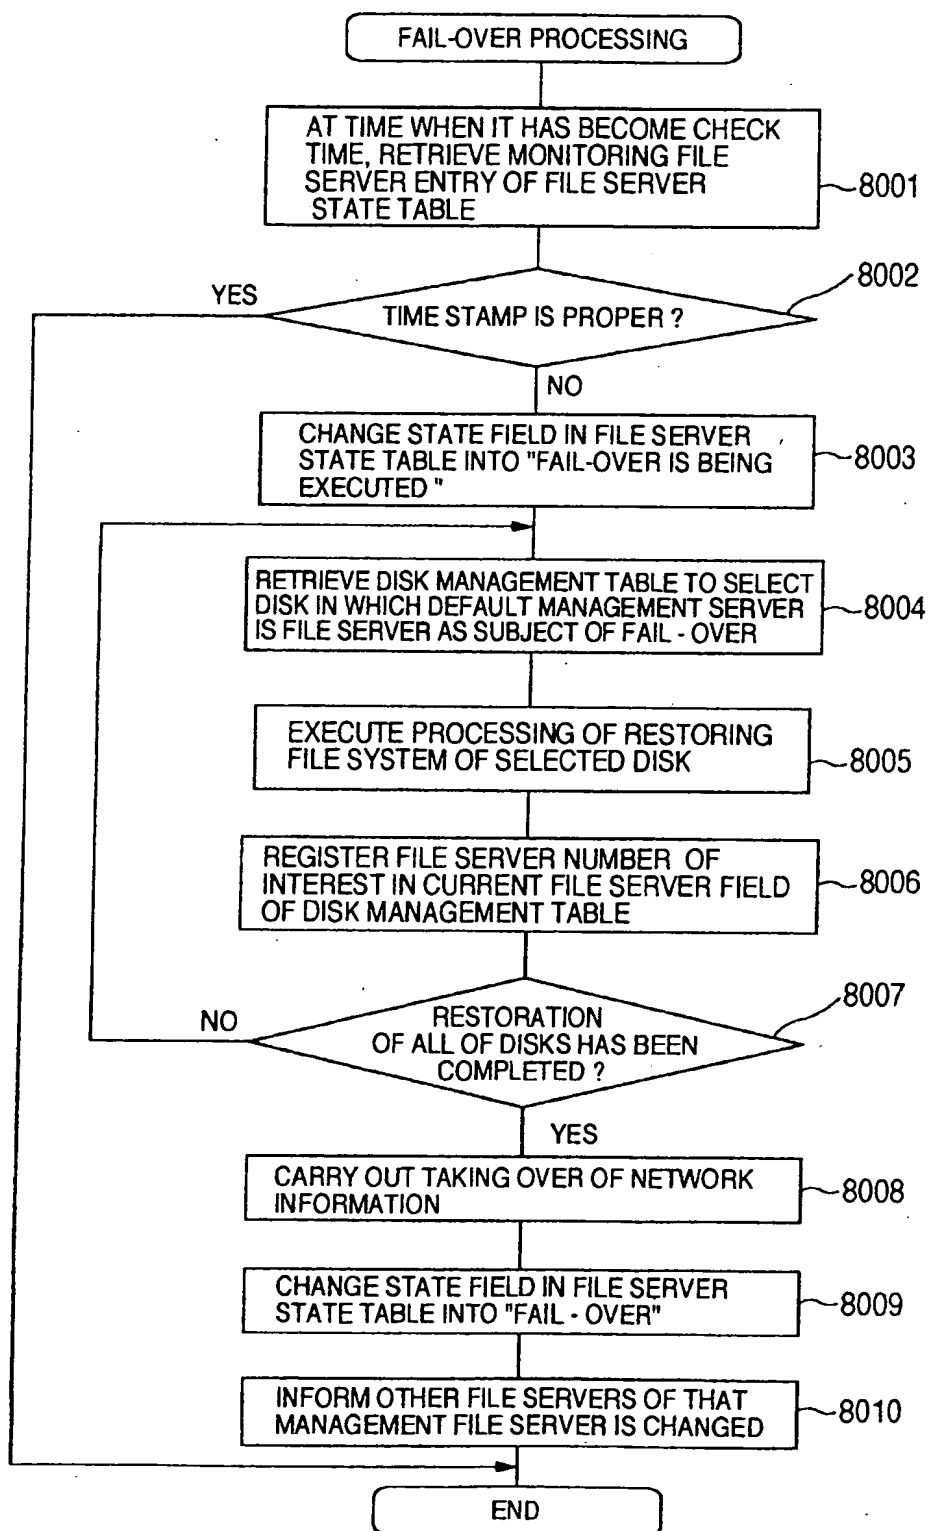 FAIL-OVER PROCESSING
AT TIME WHEN IT HAS BECOME CHECK
TIME, RETRIEVE MONITORING FILE
SERVER ENTRY OF FILE SERVER
STATE TABLE
8001
8002
YES
TIME STAMP IS PROPER ?
NO
CHANGE STATE FIELD IN FILE SERVER
STATE TABLE INTO "FAIL-OVER IS BEING
EXECUTED "
8003
RETRIEVE DISK MANAGEMENT TABLE TO SELECT
DISK IN WHICH DEFAULT MANAGEMENT SERVER
IS FILE SERVER AS SUBJECT OF FAIL - OVER
8004
EXECUTE PROCESSING OF RESTORING
FILE SYSTEM OF SELECTED DISK
8005
REGISTER FILE SERVER NUMBER OF
INTEREST IN CURRENT FILE SERVER FIELD
OF DISK MANAGEMENT TABLE
8006
8007
NO
RESTORATION
OF ALL OF DISKS HAS BEEN
COMPLETED ?
YES
CARRY OUT TAKING OVER OF NETWORK
INFORMATION
8008
CHANGE STATE FIELD IN FILE SERVER
STATE TABLE INTO "FAIL - OVER"
8009
INFORM OTHER FILE SERVERS OF THAT
MANAGEMENT FILE SERVER IS CHANGED
8010
END